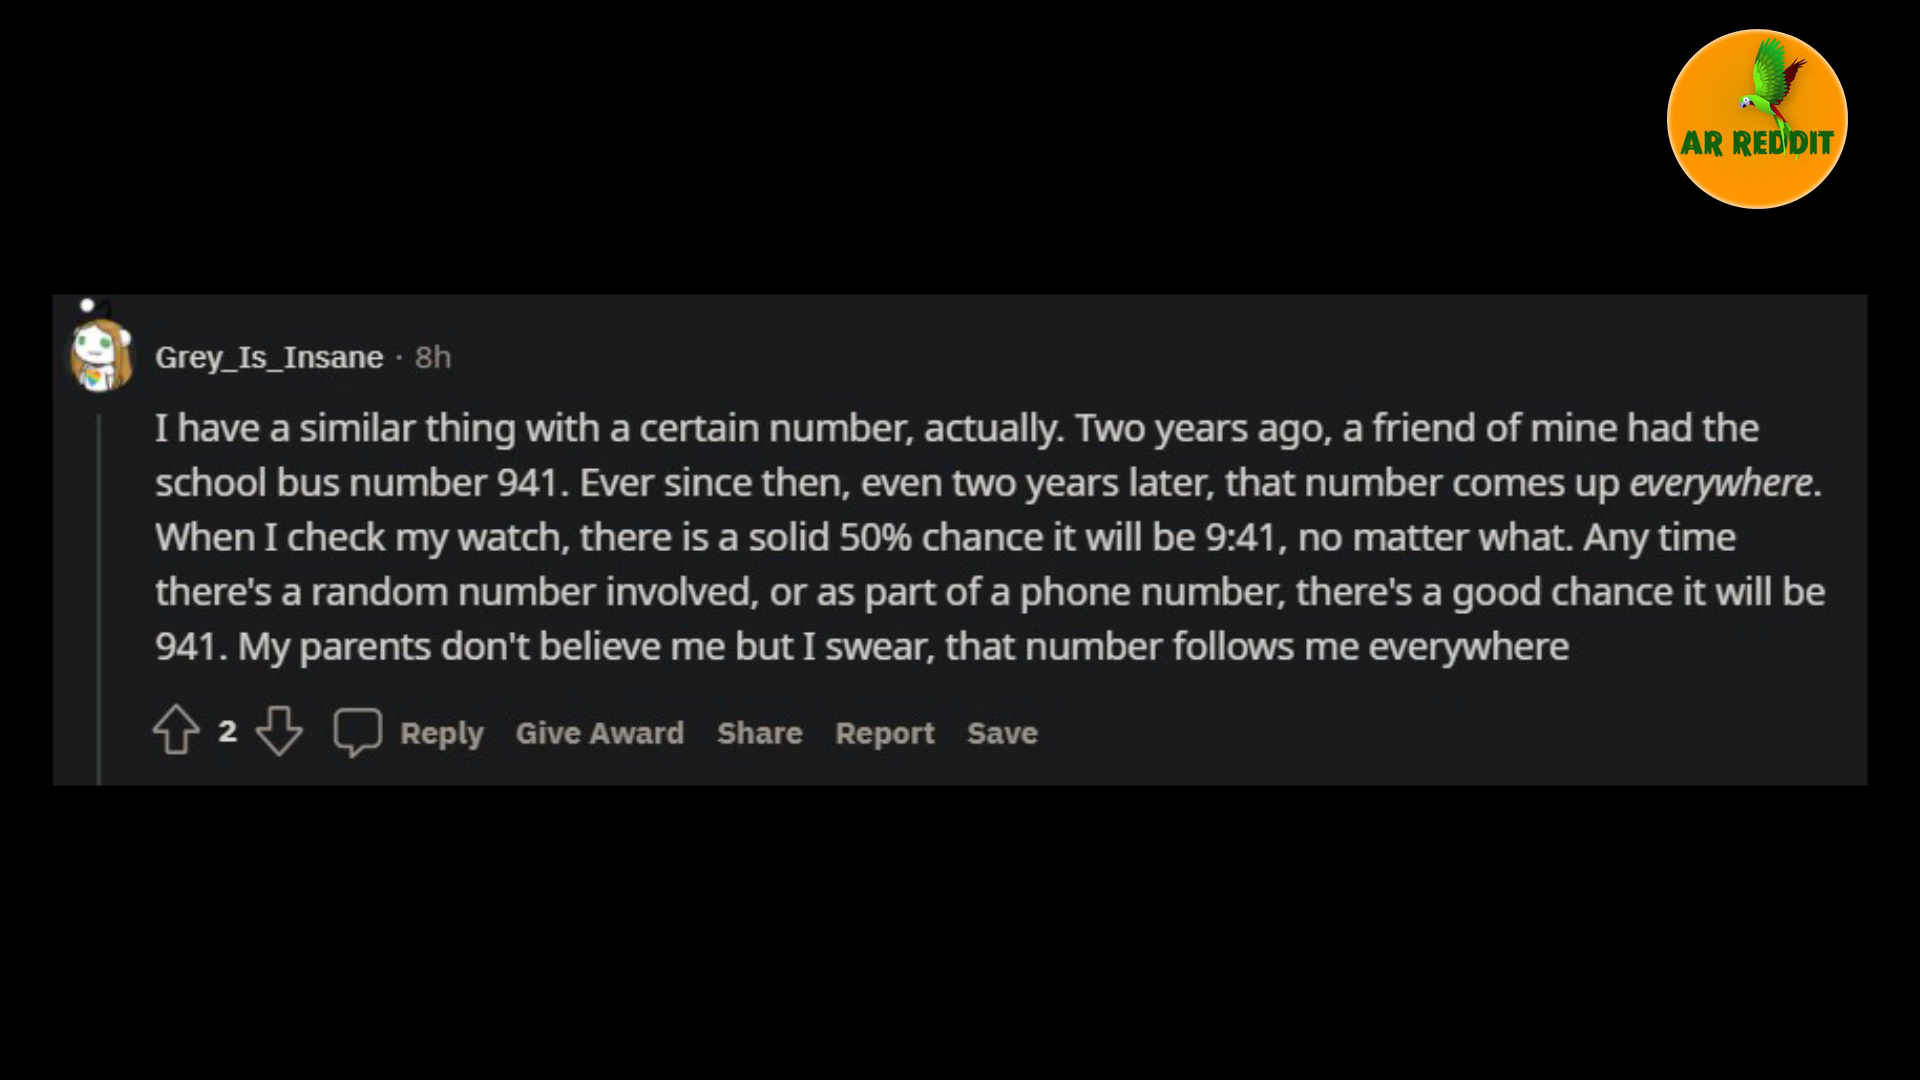 AR REDDIT
Grey_Is_Insane · 8h
I have a similar thing with a certain number, actually. Two years ago, a friend of mine had the
school bus number 941. Ever since then, even two years later, that number comes up everywhere.
When I check my watch, there is a solid 50% chance it will be 9:41, no matter what. Any time
there's a random number involved, or as part of a phone number, there's a good chance it will be
941. My parents don't believe me but I swear, that number follows me everywhere
2 Reply Give Award Share Report Save